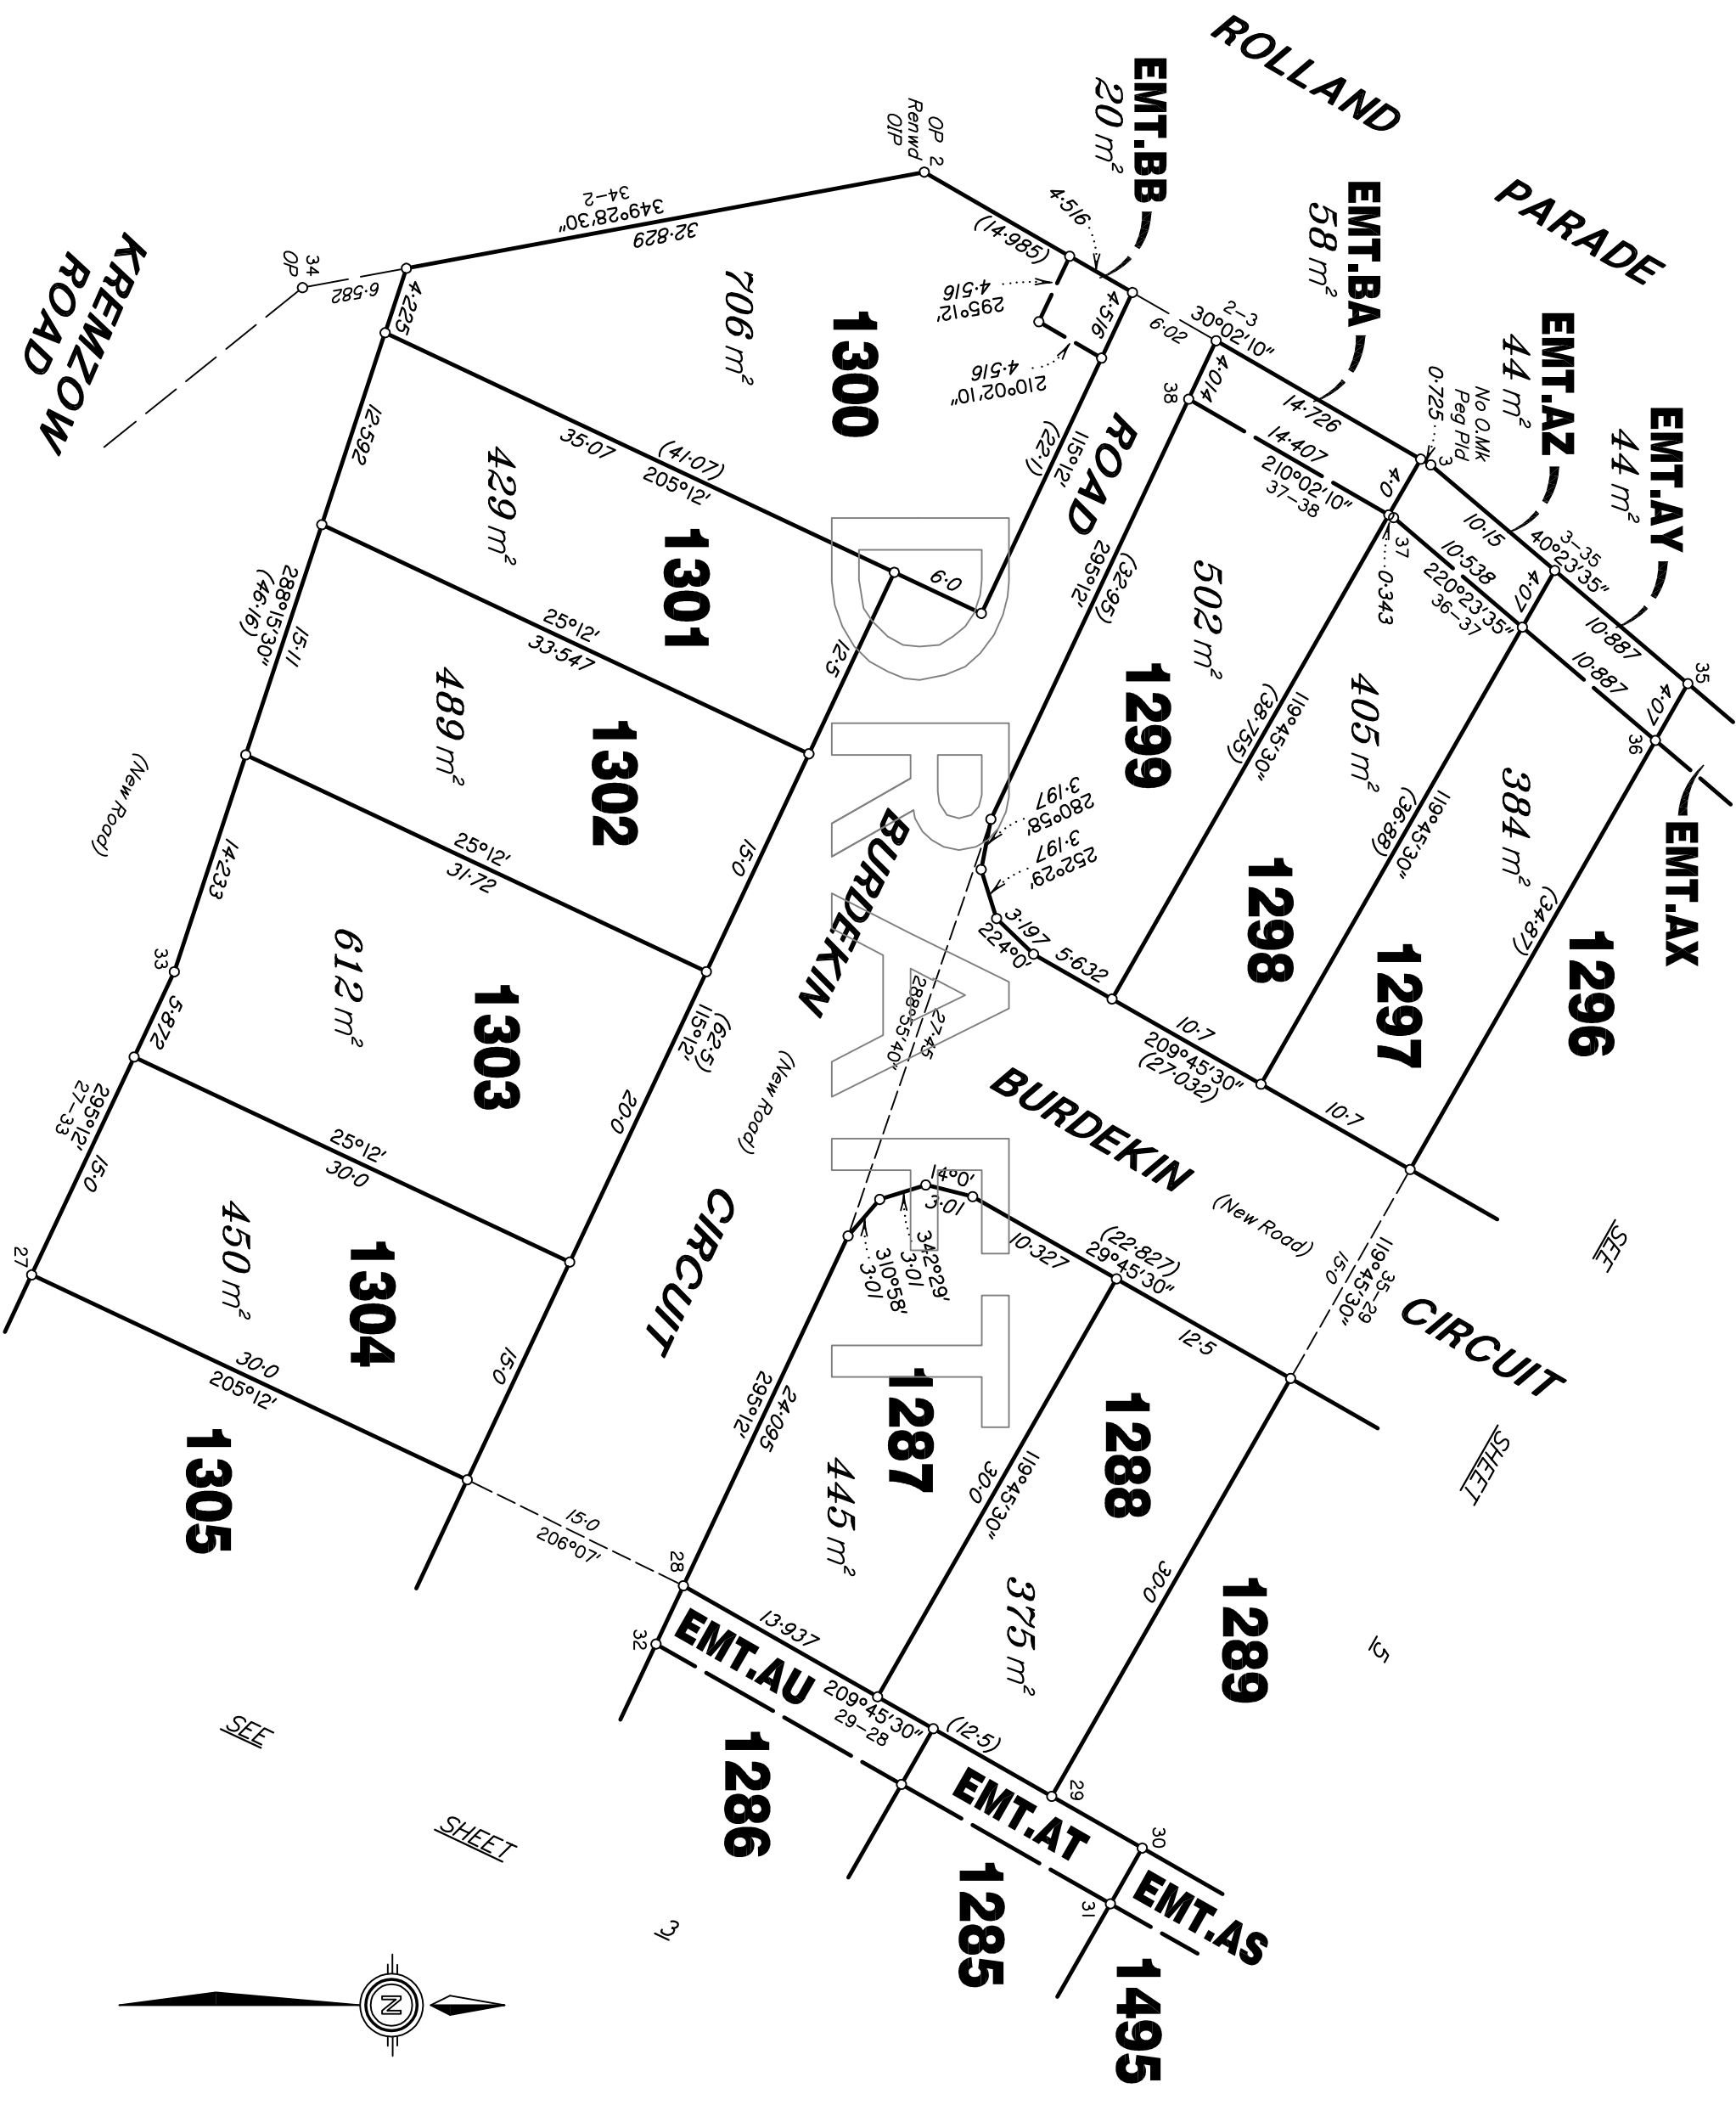 ROLLAND
PARADE
EMT.BB
20 m²
EMT.BA
58 m²
EMT.AZ
44 m²
EMT.AY
44 m²
EMT.AX
OP 2
Renwd
OIP
4·516
(14·985)
4·516
295°12'
4·516
210°02'10"
4·516
6·02
2–3
30°02'10"
4·014
38
14·726
14·407
210°02'10"
37–38
No O.Mk
Peg Pld
0·725
3
4·0
37
0·343
10·15
3–35
40°23'35"
10·538
220°23'35"
36–37
4·07
10·887
10·887
35
4·07
36
349°28'30"
34–2
32·829
34
OP
6·582
KREMZOW
ROAD
4·225
1300
706 m²
(22·1)
115°12'
ROAD
(32·95)
295°12'
12·592
429 m²
1301
35·07
(41·07)
205°12'
6·0
12·5
288°15'30"
(46·16)
15·11
489 m²
1302
25°12'
33·547
15·0
(New Road)
14·233
33
5·872
612 m²
1303
25°12'
31·72
(62·5)
115°12'
20·0
295°12'
27–33
15·0
27
450 m²
1304
25°12'
30·0
15·0
30·0
205°12'
1305
502 m²
1299
119°45'30"
(38·755)
405 m²
1298
119°45'30"
(36·88)
384 m²
1297
(34·87)
1296
280°58'
3·197
252°29'
3·197
3·197
224°0'
5·632
10·7
209°45'30"
(27·032)
10·7
BURDEKIN
CIRCUIT
(New Road)
27·45
288°55'40"
BURDEKIN
CIRCUIT
(New Road)
35–29
119°45'30"
15·0
SEE
SHEET
15
14°0'
3·01
342°29'
3·01
310°58'
3·01
10·327
(22·827)
29°45'30"
12·5
24·095
295°12'
1287
445 m²
119°45'30"
30·0
1288
375 m²
30·0
1289
15·0
206°07'
28
32
13·937
EMT.AU
209°45'30"
29–28
(12·5)
29
EMT.AT
30
31
EMT.AS
1286
1285
1495
SEE
SHEET
3
N
DRAFT